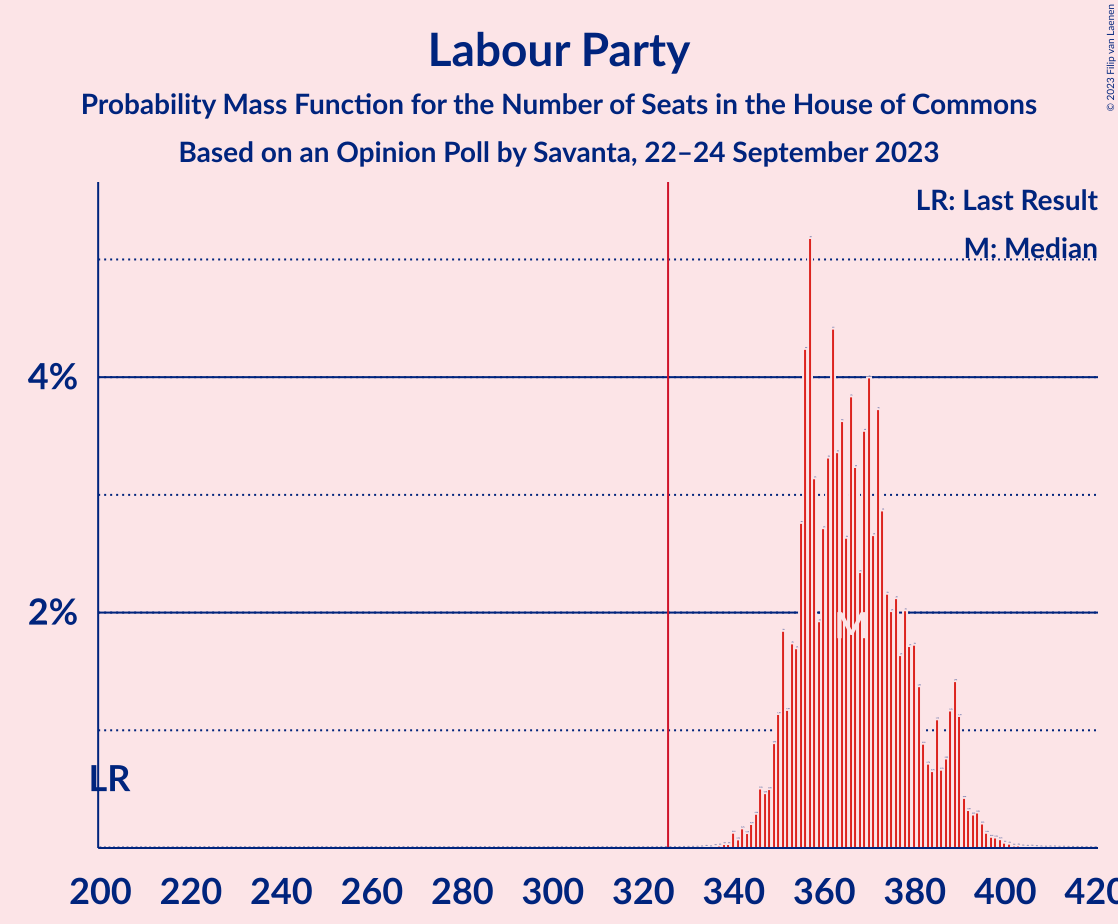 Labour Party
Probability Mass Function for the Number of Seats in the House of Commons
Based on an Opinion Poll by Savanta, 22–24 September 2023
© 2023 Filip van Laenen
LR: Last Result
M: Median
4%
2%
M
LR
200 220 240 260 280 300 320 340 360 380 400 420